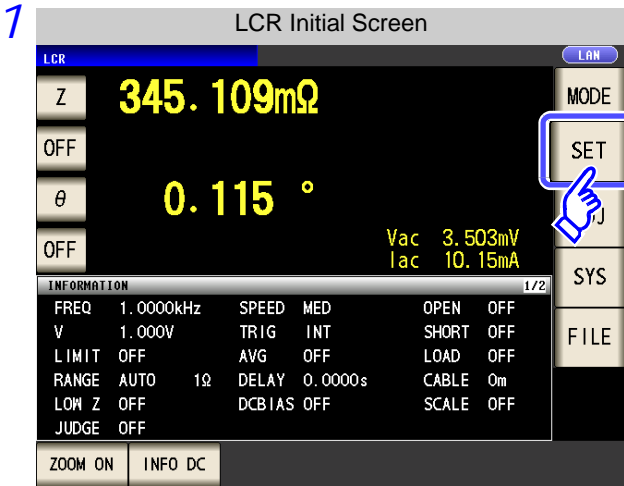 1
LCR Initial Screen
LCR
LAN
Z 345.109mΩ MODE
OFF SET
θ 0.115 °
OFF Vac 3.503mV
Iac 10.15mA SYS
INFORMATION 1/2
FREQ 1.0000kHz SPEED MED OPEN OFF
V 1.000V TRIG INT SHORT OFF FILE
LIMIT OFF AVG OFF LOAD OFF
RANGE AUTO 1Ω DELAY 0.0000s CABLE 0m
LOW Z OFF DCBIAS OFF SCALE OFF
JUDGE OFF
ZOOM ON INFO DC